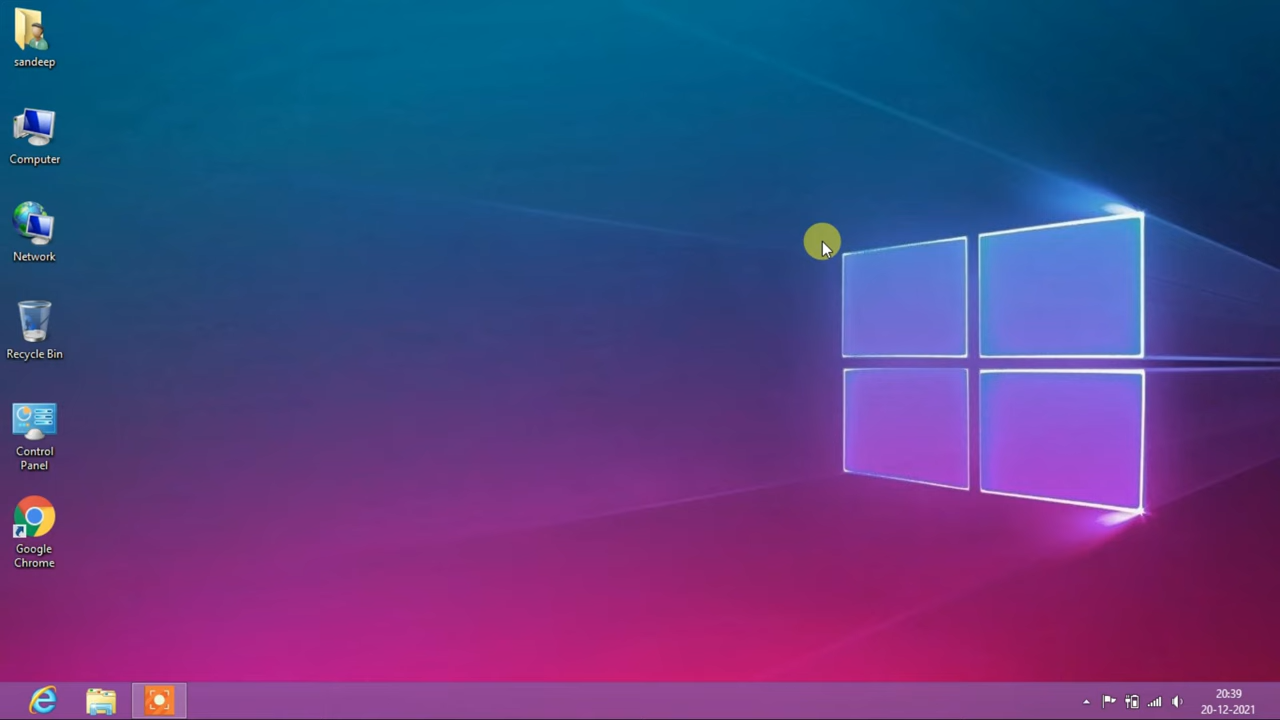 sandeep
Computer
Network
Recycle Bin
Control
Panel
Google
Chrome
20:39
20-12-2021